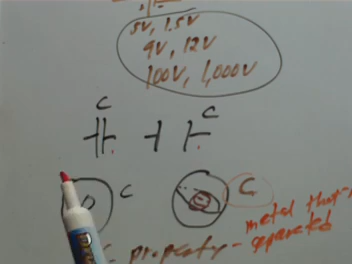 5V, 1.5V
9V, 12V
100V, 1,000V
C
C
C
C
metal that
property - separated